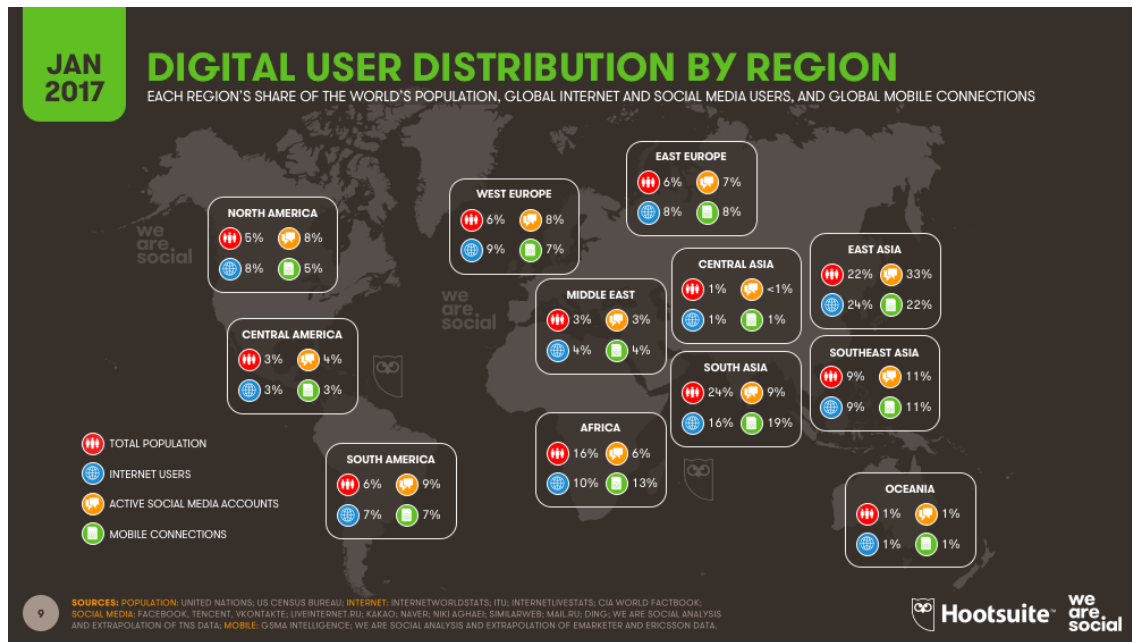 JAN
2017
DIGITAL USER DISTRIBUTION BY REGION
EACH REGION'S SHARE OF THE WORLD'S POPULATION, GLOBAL INTERNET AND SOCIAL MEDIA USERS, AND GLOBAL MOBILE CONNECTIONS
EAST EUROPE
6% 7%
8% 8%
WEST EUROPE
6% 8%
9% 7%
NORTH AMERICA
5% 8%
8% 5%
we
are
social
EAST ASIA
22% 33%
24% 22%
CENTRAL ASIA
1% <1%
1% 1%
MIDDLE EAST
3% 3%
4% 4%
we
are
social
CENTRAL AMERICA
3% 4%
3% 3%
SOUTHEAST ASIA
9% 11%
9% 11%
SOUTH ASIA
24% 9%
16% 19%
AFRICA
16% 6%
10% 13%
SOUTH AMERICA
6% 9%
7% 7%
OCEANIA
1% 1%
1% 1%
TOTAL POPULATION
INTERNET USERS
ACTIVE SOCIAL MEDIA ACCOUNTS
MOBILE CONNECTIONS
9
SOURCES: POPULATION: UNITED NATIONS; US CENSUS BUREAU; INTERNET: INTERNETWORLDSTATS; ITU; INTERNETLIVESTATS; CIA WORLD FACTBOOK;
SOCIAL MEDIA: FACEBOOK, TENCENT, VKONTAKTE; LIVEINTERNET.RU; KAKAO; NAVER; NIKI AGHAEI; SIMILARWEB; MAIL.RU; DING; WE ARE SOCIAL ANALYSIS
AND EXTRAPOLATION OF TNS DATA; MOBILE: GSMA INTELLIGENCE; WE ARE SOCIAL ANALYSIS AND EXTRAPOLATION OF EMARKETER AND ERICSSON DATA.
Hootsuite™
we
are
social